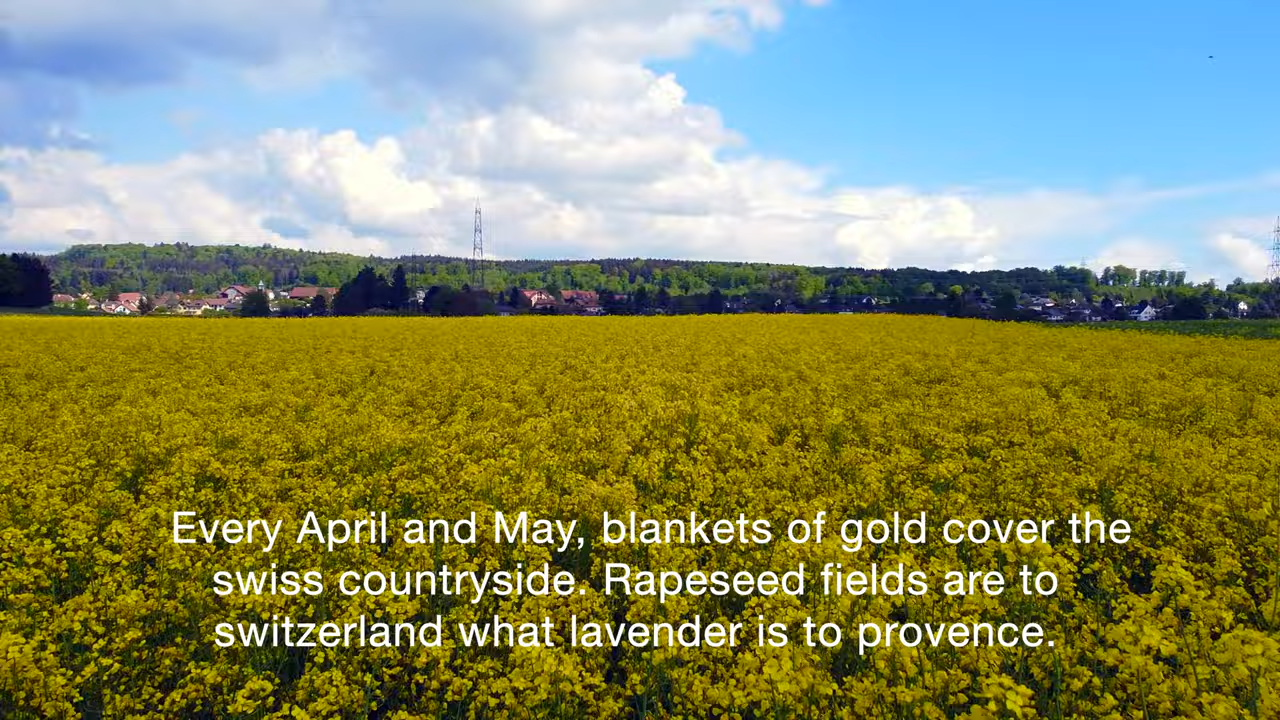 Every April and May, blankets of gold cover the
swiss countryside. Rapeseed fields are to
switzerland what lavender is to provence.